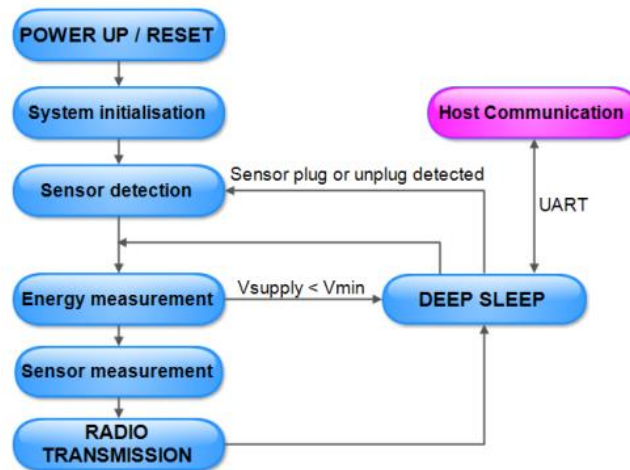 POWER UP / RESET
System initialisation
Host Communication
Sensor detection
Sensor plug or unplug detected
UART
Energy measurement
Vsupply < Vmin
DEEP SLEEP
Sensor measurement
RADIO
TRANSMISSION